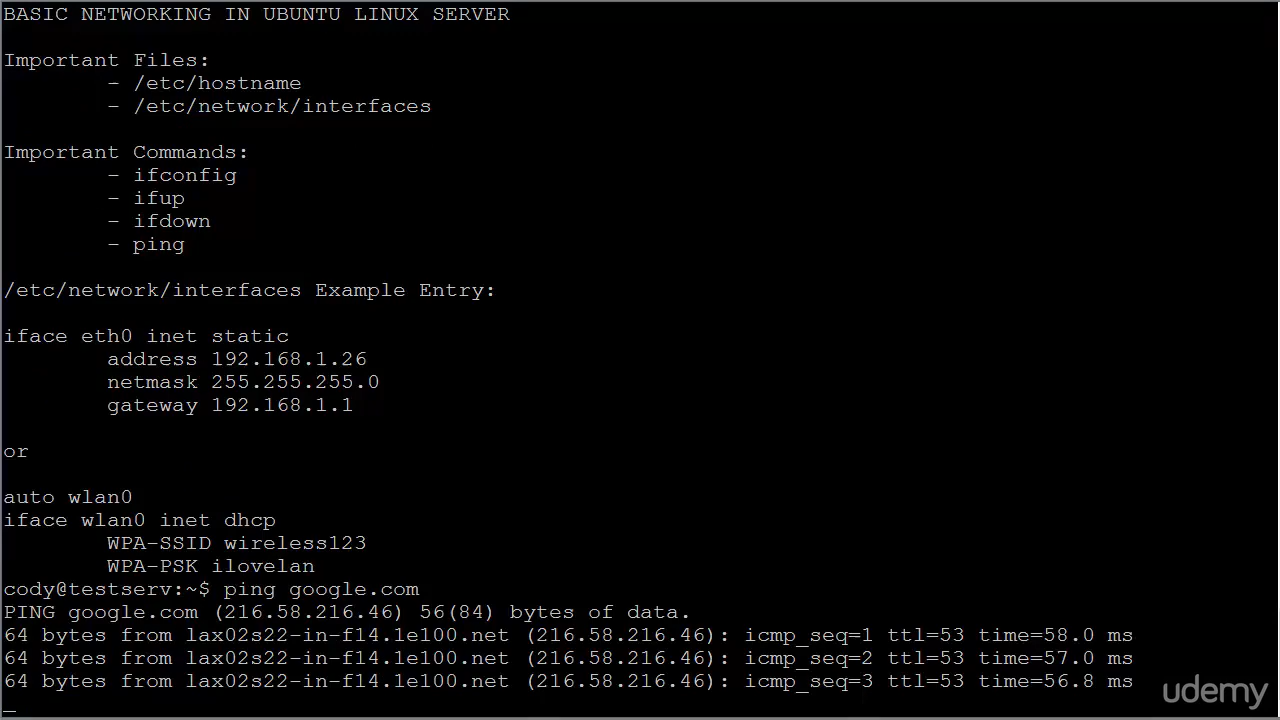 BASIC NETWORKING IN UBUNTU LINUX SERVER
Important Files:
- /etc/hostname
- /etc/network/interfaces
Important Commands:
- ifconfig
- ifup
- ifdown
- ping
/etc/network/interfaces Example Entry:
iface eth0 inet static
address 192.168.1.26
netmask 255.255.255.0
gateway 192.168.1.1
or
auto wlan0
iface wlan0 inet dhcp
WPA-SSID wireless123
WPA-PSK ilovelan
cody@testserv:~$ ping google.com
PING google.com (216.58.216.46) 56(84) bytes of data.
64 bytes from lax02s22-in-f14.1e100.net (216.58.216.46): icmp_seq=1 ttl=53 time=58.0 ms
64 bytes from lax02s22-in-f14.1e100.net (216.58.216.46): icmp_seq=2 ttl=53 time=57.0 ms
64 bytes from lax02s22-in-f14.1e100.net (216.58.216.46): icmp_seq=3 ttl=53 time=56.8 ms
udemy